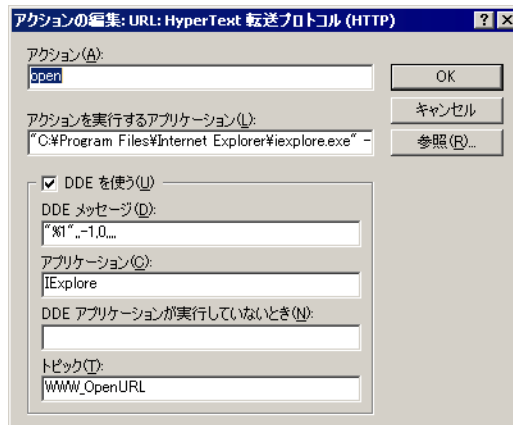 アクションの編集: URL: HyperText 転送プロトコル (HTTP)
アクション(A):
open
OK
アクションを実行するアプリケーション(L):
キャンセル
"C:¥Program Files¥Internet Explorer¥iexplore.exe" -
参照(R)...
DDE を使う(U)
DDE メッセージ(D):
"%1",,-1,0,,,,
アプリケーション(C):
IExplore
DDE アプリケーションが実行していないとき(N):
トピック(T):
WWW_OpenURL